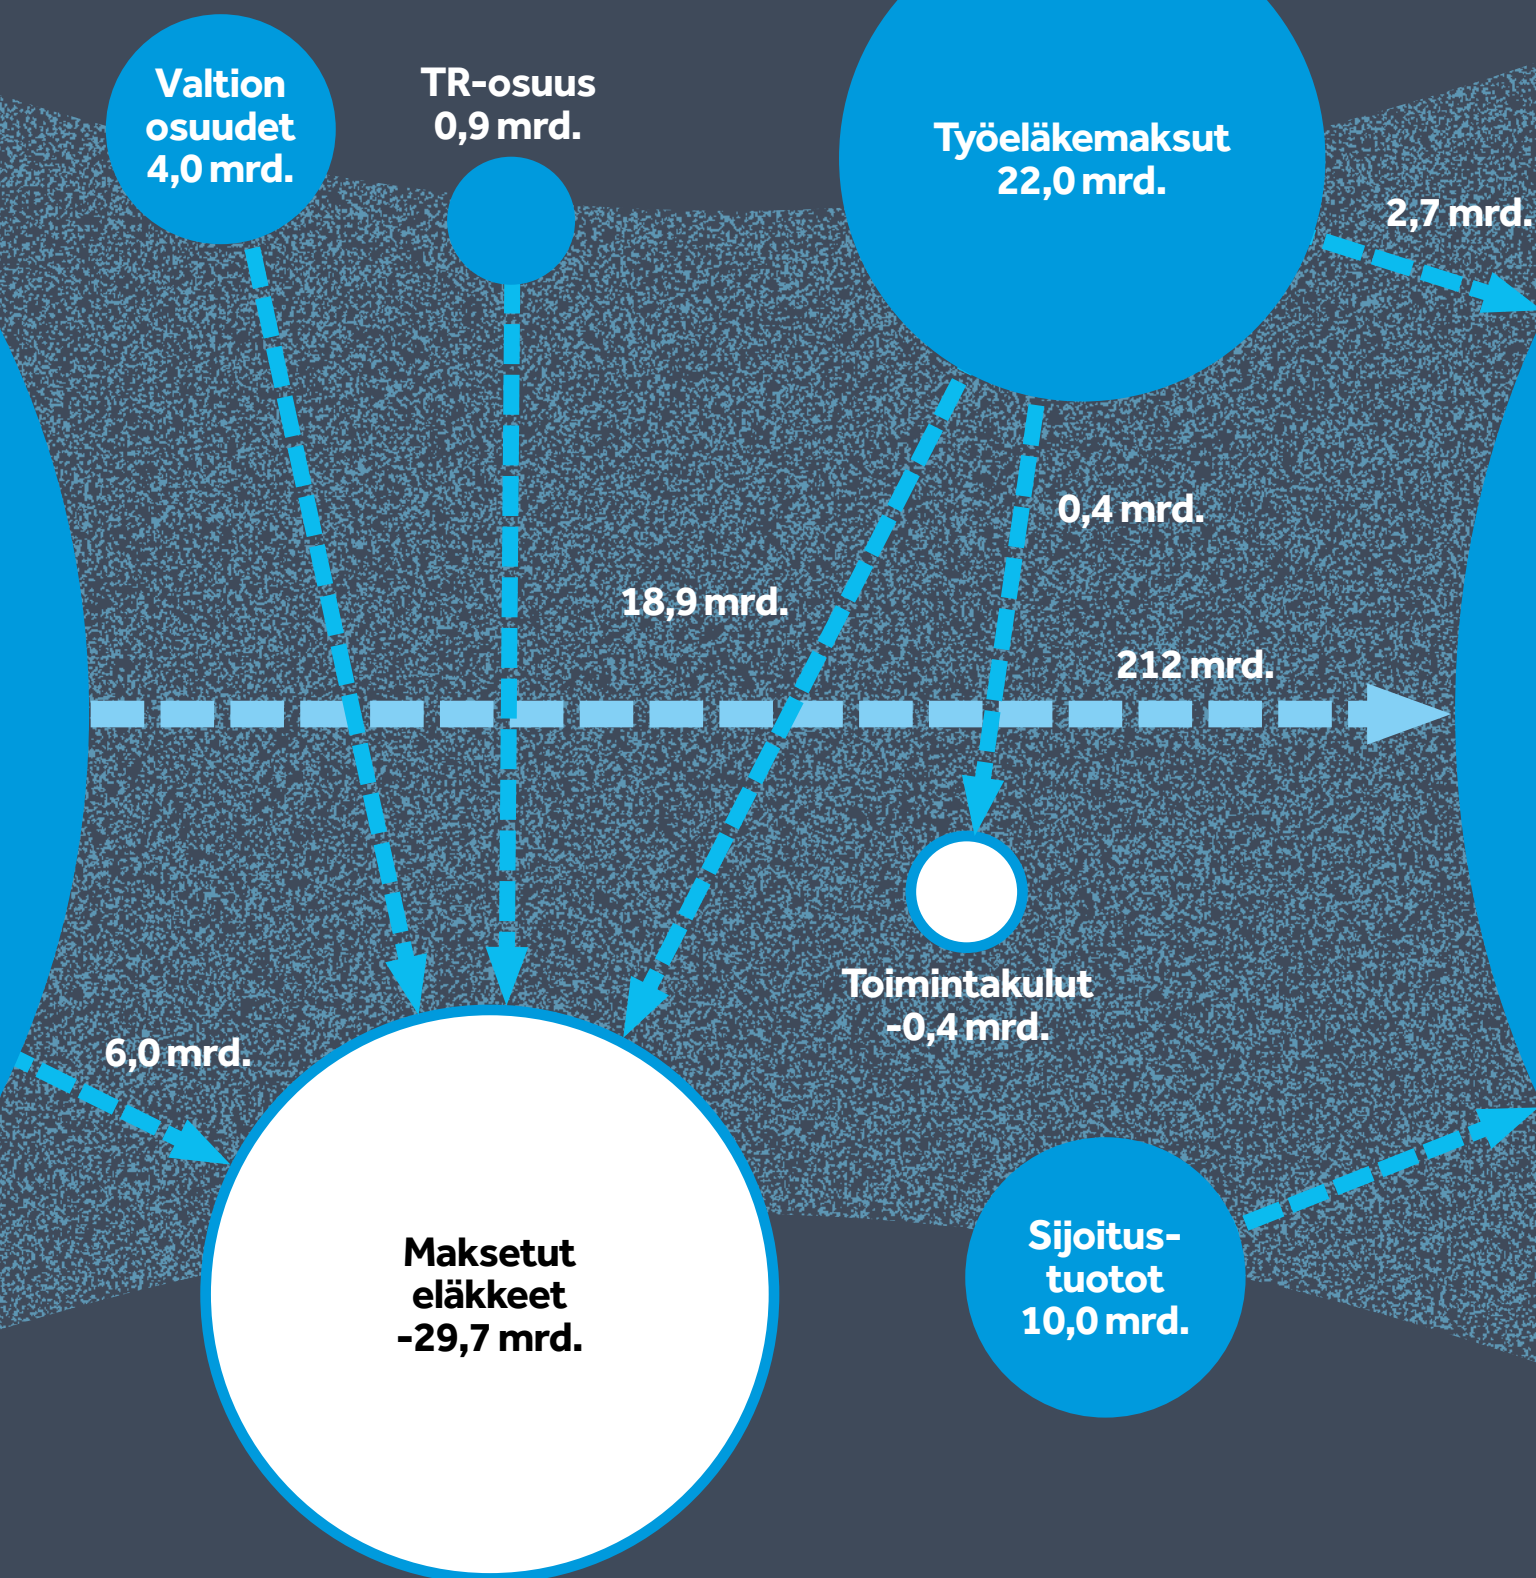 Valtion
osuudet
4,0 mrd.
TR-osuus
0,9 mrd.
Työeläkemaksut
22,0 mrd.
2,7 mrd.
0,4 mrd.
18,9 mrd.
212 mrd.
Toimintakulut
-0,4 mrd.
6,0 mrd.
Maksetut
eläkkeet
-29,7 mrd.
Sijoitus-
tuotot
10,0 mrd.